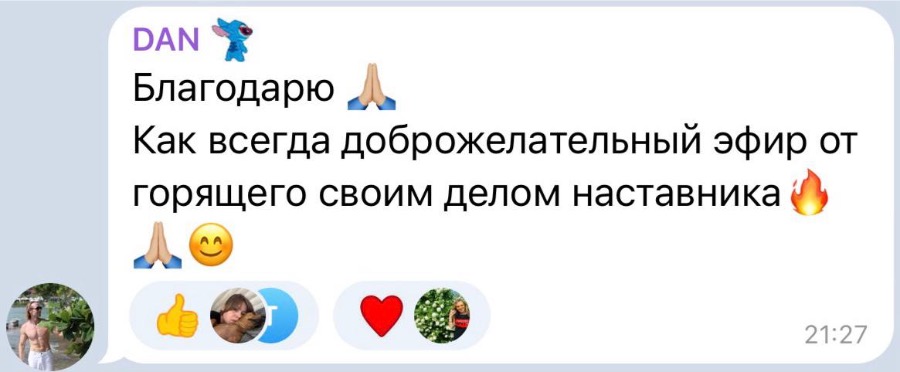 DAN
Благодарю 🙏🏼
Как всегда доброжелательный эфир от
горящего своим делом наставника🔥
🙏🏼😊
👍 Т ❤️
21:27